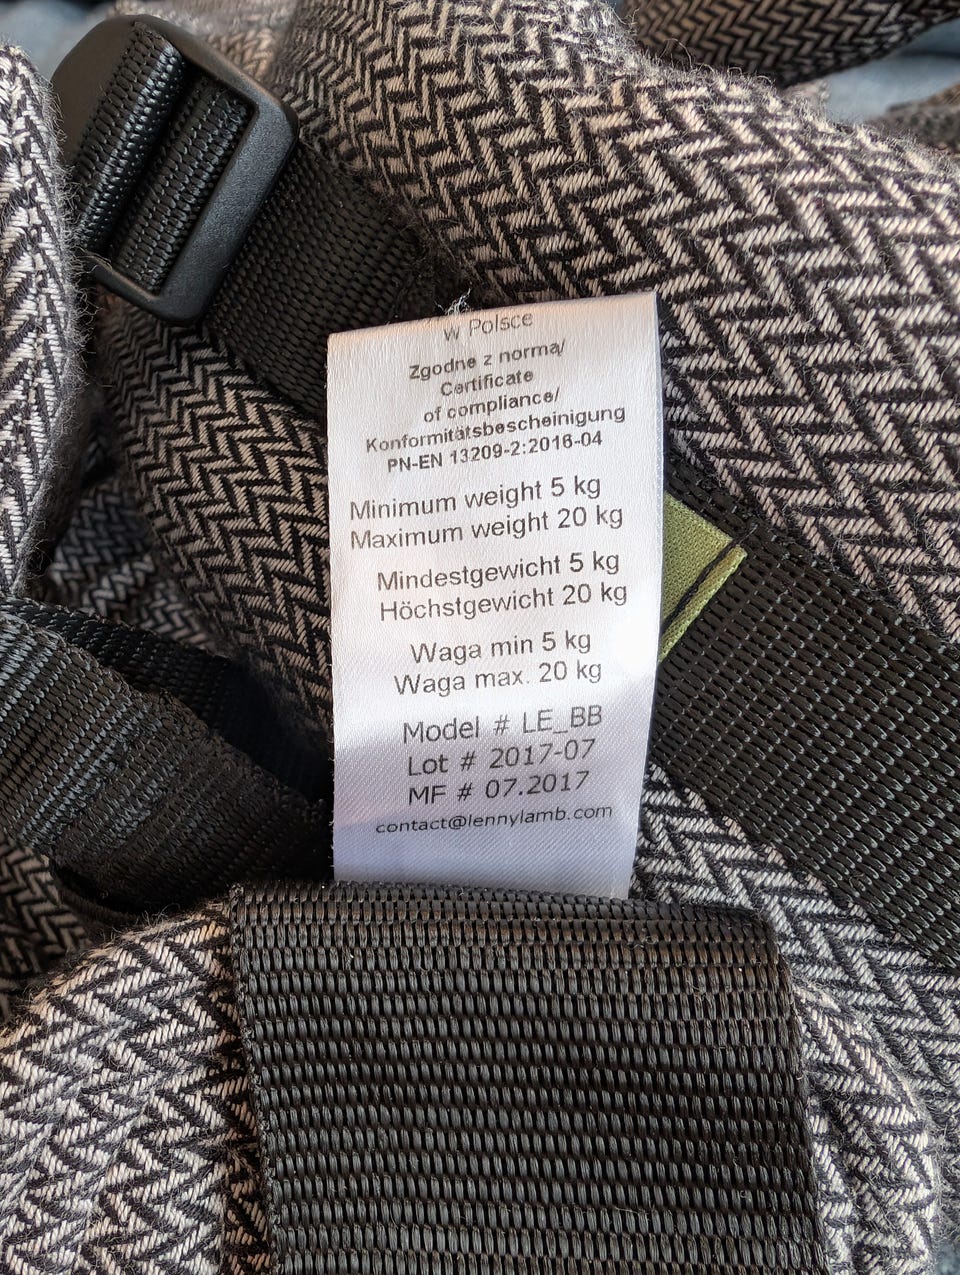 w Polsce
Zgodne z normą/
Certificate
of compliance/
Konformitätsbescheinigung
PN-EN 13209-2:2016-04
Minimum weight 5 kg
Maximum weight 20 kg
Mindestgewicht 5 kg
Höchstgewicht 20 kg
Waga min 5 kg
Waga max. 20 kg
Model # LE_BB
Lot # 2017-07
MF # 07.2017
contact@lennylamb.com